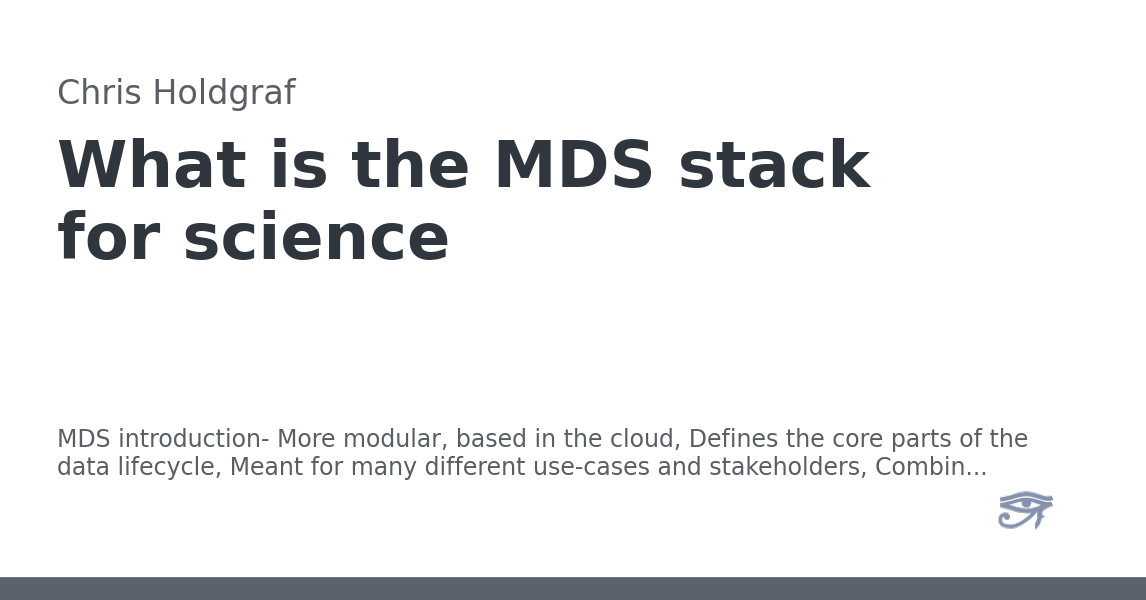 Chris Holdgraf
What is the MDS stack
for science
MDS introduction- More modular, based in the cloud, Defines the core parts of the
data lifecycle, Meant for many different use-cases and stakeholders, Combin...